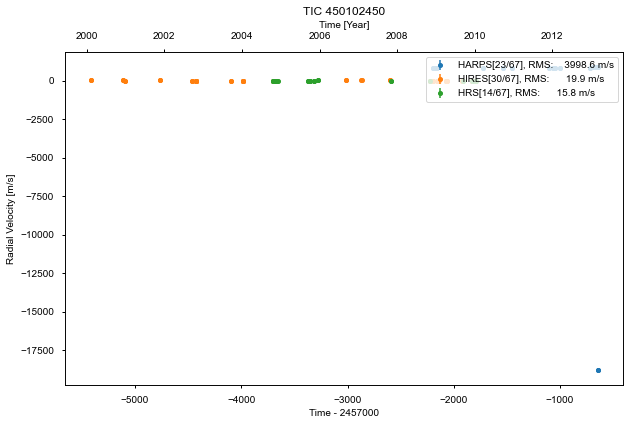 TIC 450102450
Time [Year]
2000 2002 2004 2006 2008 2010 2012
HARPS[23/67], RMS: 3998.6 m/s
HIRES[30/67], RMS: 19.9 m/s
HRS[14/67], RMS: 15.8 m/s
Radial Velocity [m/s]
0
−2500
−5000
−7500
−10000
−12500
−15000
−17500
−5000 −4000 −3000 −2000 −1000
Time - 2457000